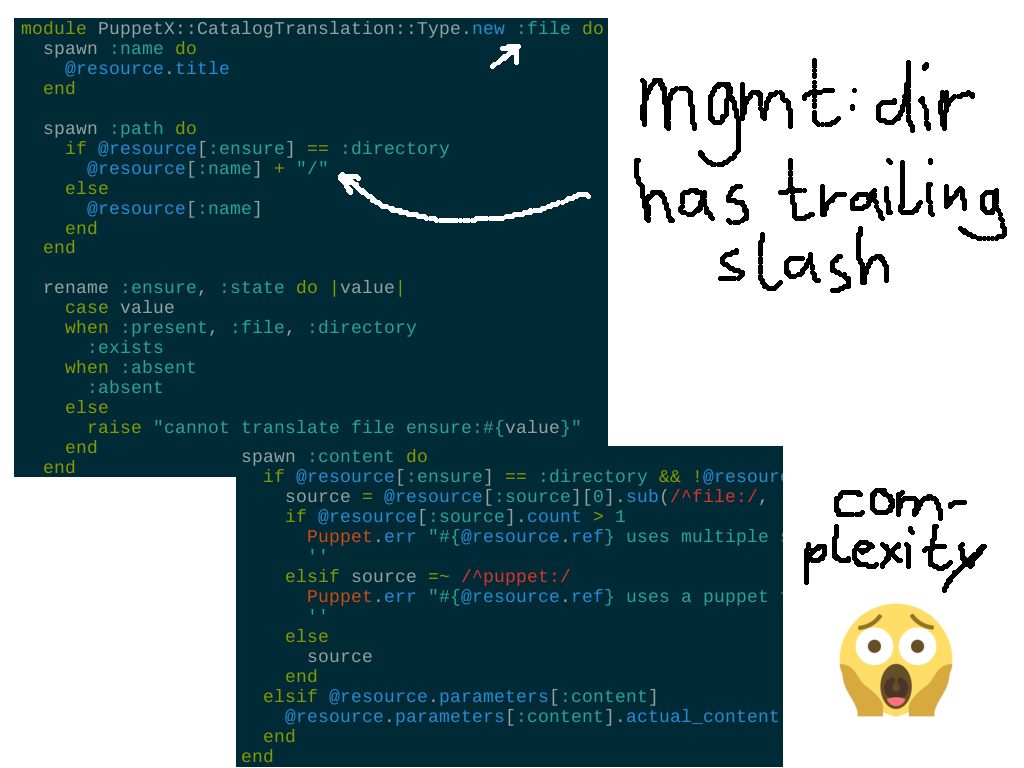 module PuppetX::CatalogTranslation::Type.new :file do
  spawn :name do
    @resource.title
  end

  spawn :path do
    if @resource[:ensure] == :directory
      @resource[:name] + "/"
    else
      @resource[:name]
    end
  end

  rename :ensure, :state do |value|
    case value
    when :present, :file, :directory
      :exists
    when :absent
      :absent
    else
      raise "cannot translate file ensure:#{value}"
    end
  end
mgmt: dir
has trailing
slash
spawn :content do
  if @resource[:ensure] == :directory && !@resourc
    source = @resource[:source][0].sub(/^file:/,
    if @resource[:source].count > 1
      Puppet.err "#{@resource.ref} uses multiple s
      ''
    elsif source =~ /^puppet:/
      Puppet.err "#{@resource.ref} uses a puppet
      ''
    else
      source
    end
  elsif @resource.parameters[:content]
    @resource.parameters[:content].actual_content
  end
end
com-
plexity